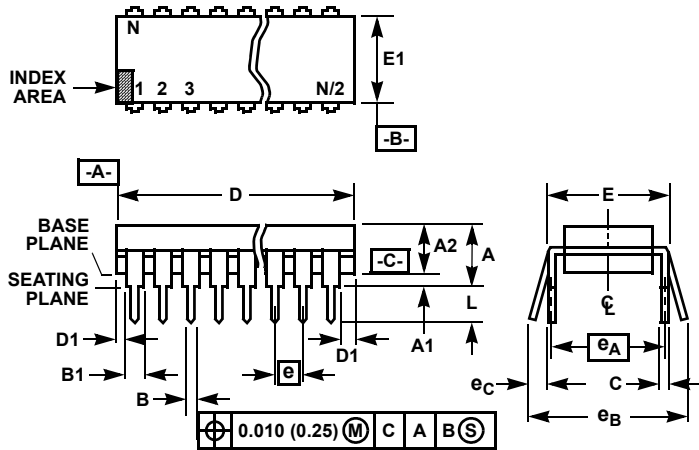 N
E1
INDEX
AREA
1 2 3 N/2
-B-
-A-
D
E
BASE
PLANE
A2 A
-C-
SEATING
PLANE
L
D1 A1 D1
B1
e
B
℄
eA
eC C
eB
⌖ 0.010 (0.25) Ⓜ C A B Ⓢ